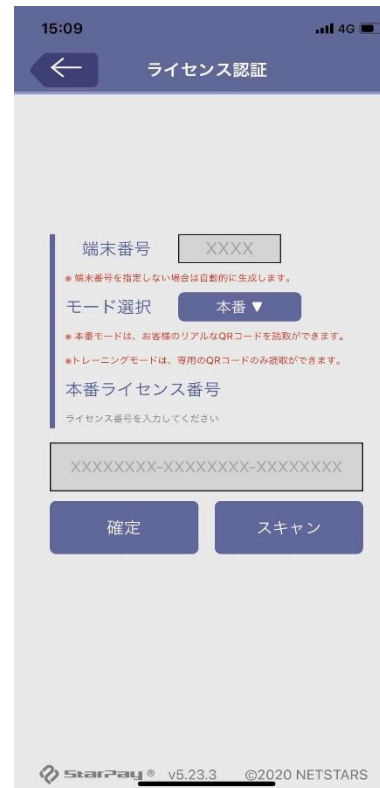 15:09
4G
ライセンス認証
端末番号
XXXX
* 端末番号を指定しない場合は自動的に生成します。
モード選択
本番 ▼
* 本番モードは、お客様のリアルなQRコードを読取ができます。
*トレーニングモードは、専用のQRコードのみ読取ができます。
本番ライセンス番号
ライセンス番号を入力してください
XXXXXXXX-XXXXXXXX-XXXXXXXX
確定
スキャン
StarPay® v5.23.3 ©2020 NETSTARS